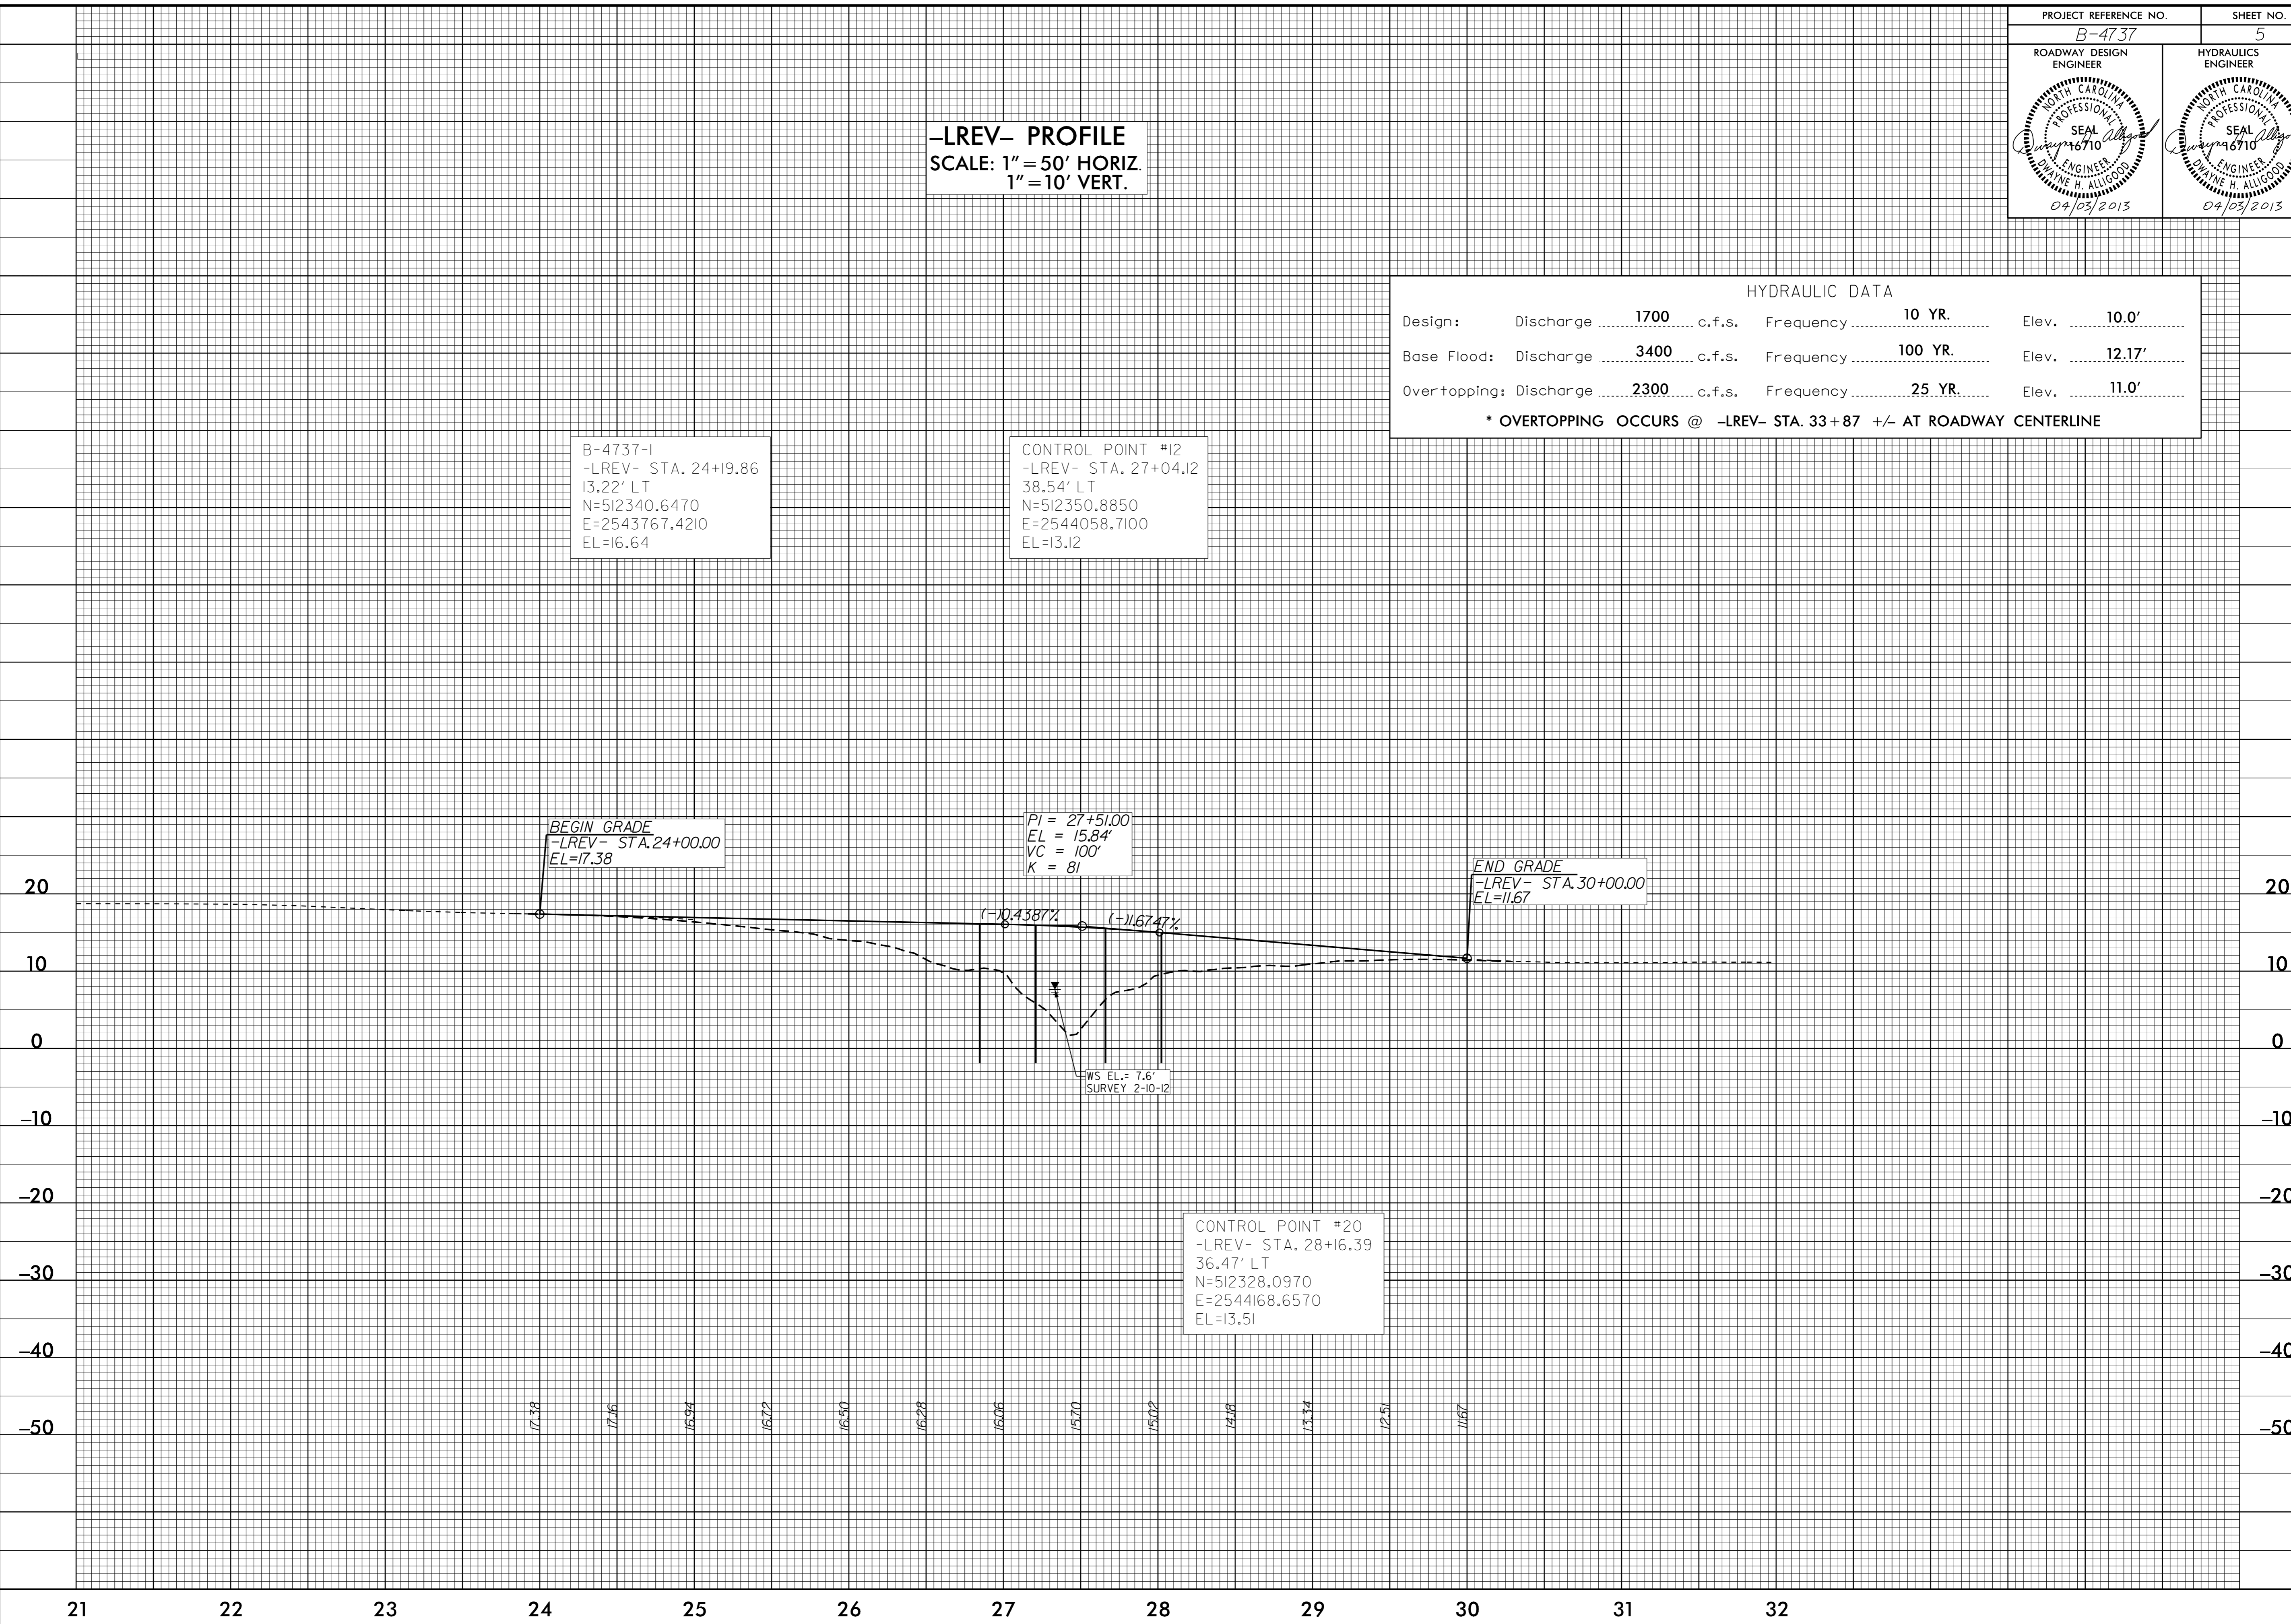 PROJECT REFERENCE NO. SHEET NO.
B-4737 5
ROADWAY DESIGN
ENGINEER
HYDRAULICS
ENGINEER
NORTH CAROLINA
PROFESSIONAL
SEAL
16710
ENGINEER
DWAYNE H. ALLIGOOD
Dwayne H. Alligood
04/03/2013
NORTH CAROLINA
PROFESSIONAL
SEAL
16710
ENGINEER
DWAYNE H. ALLIGOOD
04/03/2013
-LREV- PROFILE
SCALE: 1" = 50' HORIZ.
1" = 10' VERT.
HYDRAULIC DATA
Design: Discharge 1700 c.f.s. Frequency 10 YR. Elev. 10.0'
Base Flood: Discharge 3400 c.f.s. Frequency 100 YR. Elev. 12.17'
Overtopping: Discharge 2300 c.f.s. Frequency 25 YR. Elev. 11.0'
* OVERTOPPING OCCURS @ -LREV- STA. 33+87 +/- AT ROADWAY CENTERLINE
B-4737-1
-LREV- STA. 24+19.86
13.22' LT
N=512340.6470
E=2543767.4210
EL=16.64
CONTROL POINT #12
-LREV- STA. 27+04.12
38.54' LT
N=512350.8850
E=2544058.7100
EL=13.12
BEGIN GRADE
-LREV- STA.24+00.00
EL=17.38
PI = 27+51.00
EL = 15.84'
VC = 100'
K = 81
END GRADE
-LREV- STA.30+00.00
EL=11.67
(-)0.4387% (-)1.6747%
WS EL.= 7.6'
SURVEY 2-10-12
CONTROL POINT #20
-LREV- STA. 28+16.39
36.47' LT
N=512328.0970
E=2544168.6570
EL=13.51
20 20
10 10
0 0
-10 -10
-20 -20
-30 -30
-40 -40
-50 -50
17.38 17.16 16.94 16.72 16.50 16.28 16.06 15.70 15.02 14.18 13.34 12.51 11.67
21 22 23 24 25 26 27 28 29 30 31 32